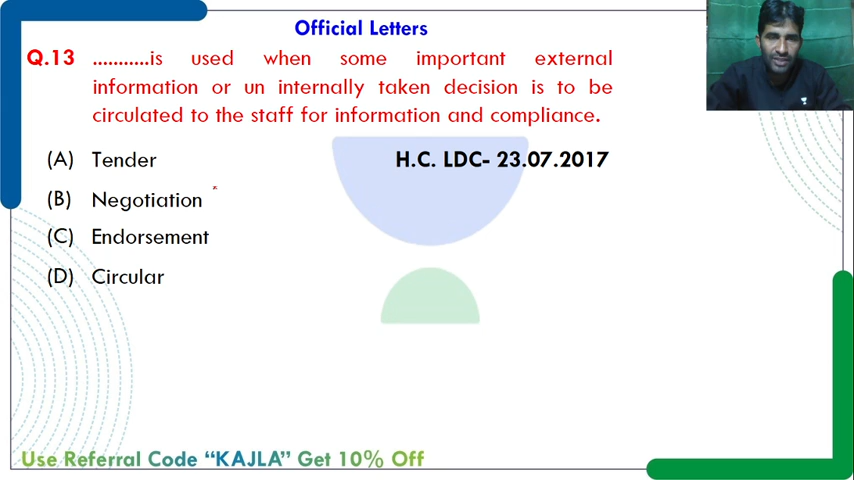 Official Letters
Q.13 ...........is used when some important external
information or un internally taken decision is to be
circulated to the staff for information and compliance.
(A) Tender H.C. LDC- 23.07.2017
(B) Negotiation
(C) Endorsement
(D) Circular
Use Referral Code “KAJLA” Get 10% Off